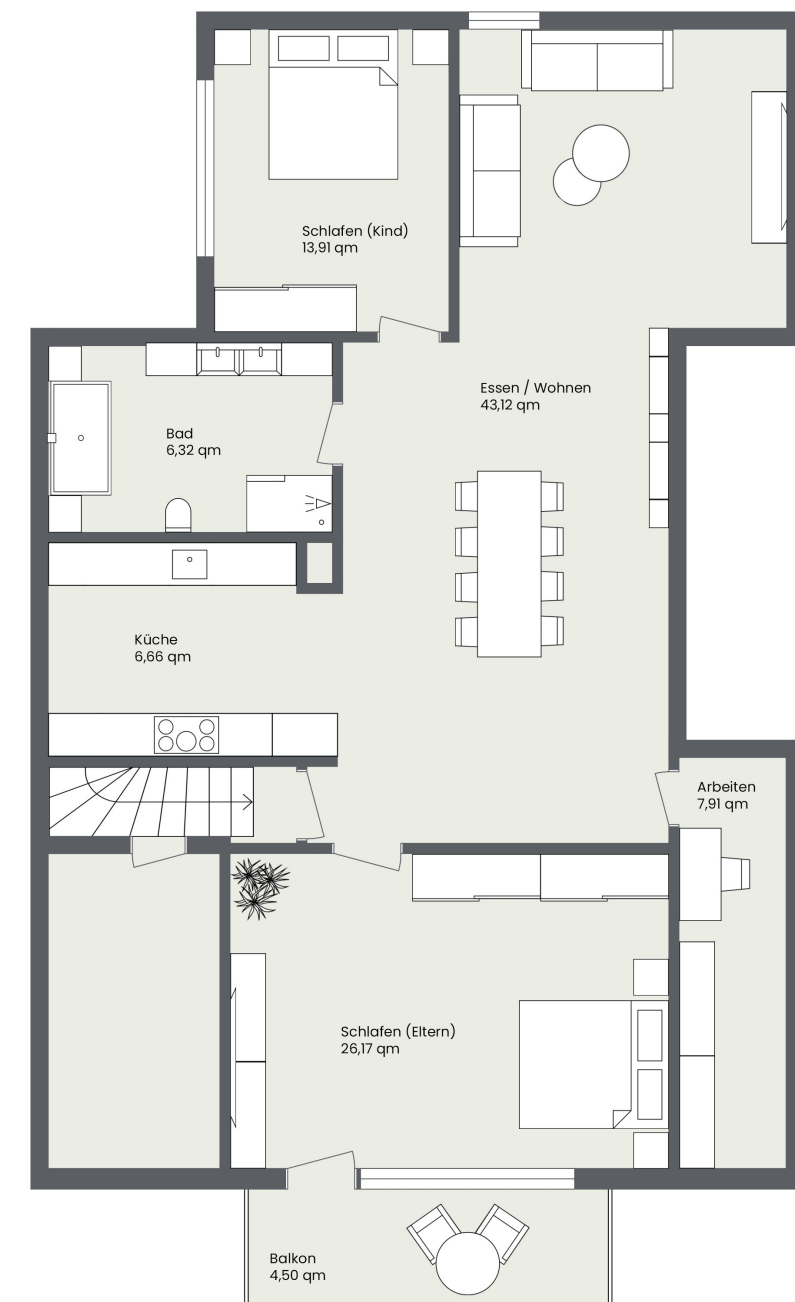 Schlafen (Kind)
13,91 qm
Essen / Wohnen
43,12 qm
Bad
6,32 qm
Küche
6,66 qm
Arbeiten
7,91 qm
Schlafen (Eltern)
26,17 qm
Balkon
4,50 qm